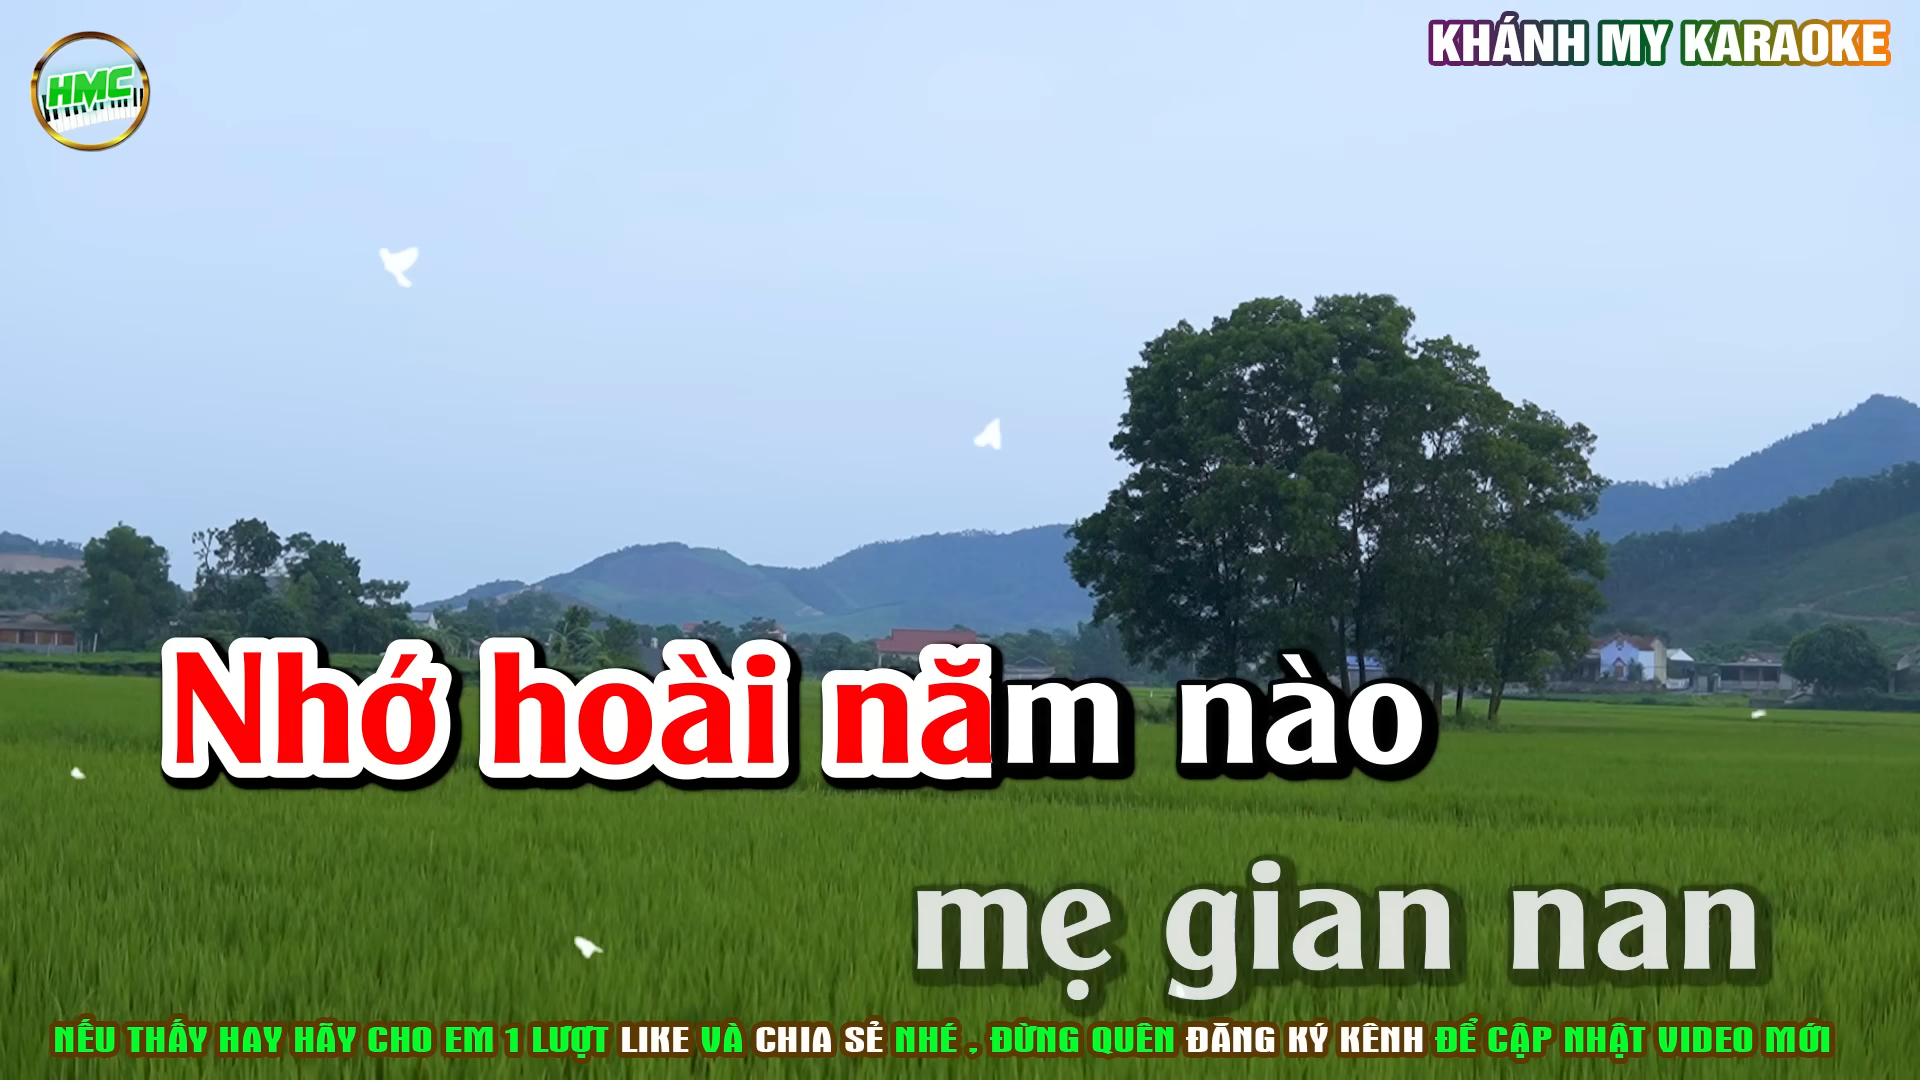 KHÁNH MY KARAOKE
HMC
Nhớ hoài năm nào
mẹ gian nan
NẾU THẤY HAY HÃY CHO EM 1 LƯỢT LIKE VÀ CHIA SẺ NHÉ , ĐỪNG QUÊN ĐĂNG KÝ KÊNH ĐỂ CẬP NHẬT VIDEO MỚI